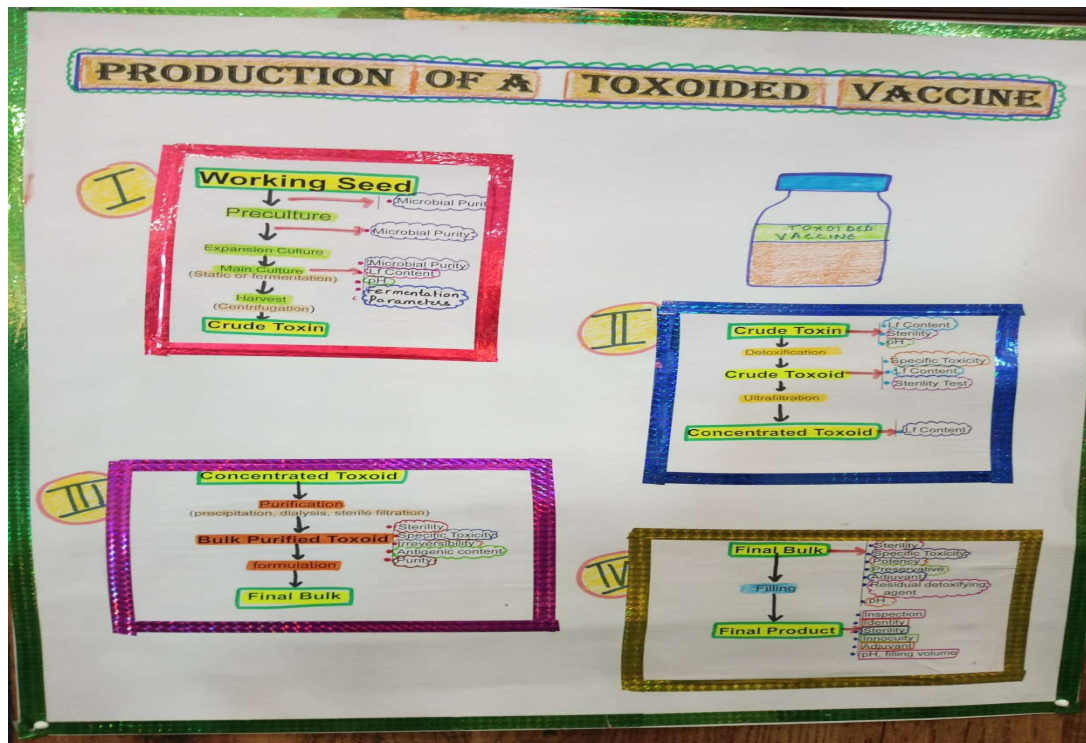 PRODUCTION OF A TOXOIDED VACCINE
I
Working Seed
Microbial Purit
Preculture
Microbial Purity
Expansion Culture
Main Culture
(Static or fermentation)
Microbial Purity
Lf Content
pH
Fermentation
Parameters
Harvest
(Centrifugation)
Crude Toxin
TOXOIDED
VACCINE
II
Crude Toxin
Lf Content
Sterility
pH
Detoxification
Crude Toxoid
Specific Toxicity
Lf Content
Sterility Test
Ultrafiltration
Concentrated Toxoid
Lf Content
III
Concentrated Toxoid
Purification
(precipitation, dialysis, sterile filtration)
Bulk Purified Toxoid
Sterility
Specific Toxicity
Irreversibility
Antigenic content
Purity
formulation
Final Bulk
IV
Final Bulk
Sterility
Specific Toxicity
Potency
Preservative
Adjuvant
Residual detoxifying
agent
pH
Filling
Final Product
Inspection
Identity
Sterility
Innocuity
Adjuvant
pH, filling volume